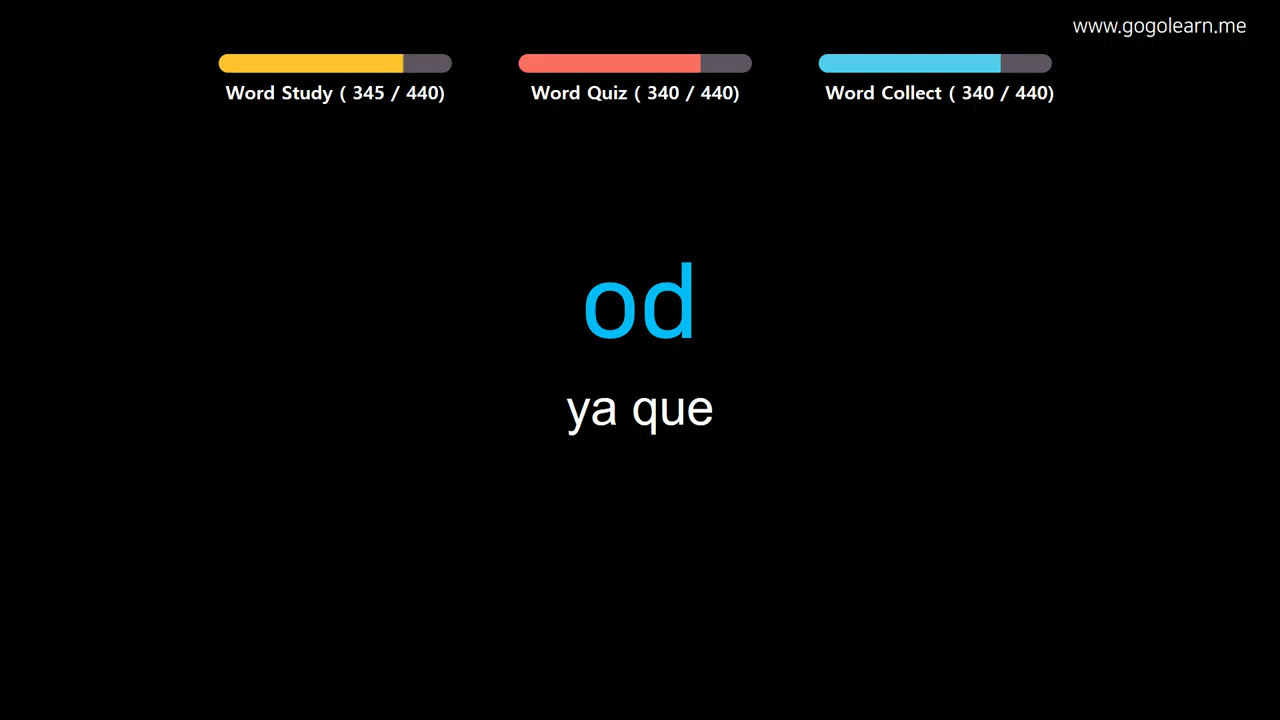 www.gogolearn.me
Word Study ( 345 / 440)
Word Quiz ( 340 / 440)
Word Collect ( 340 / 440)
od
ya que